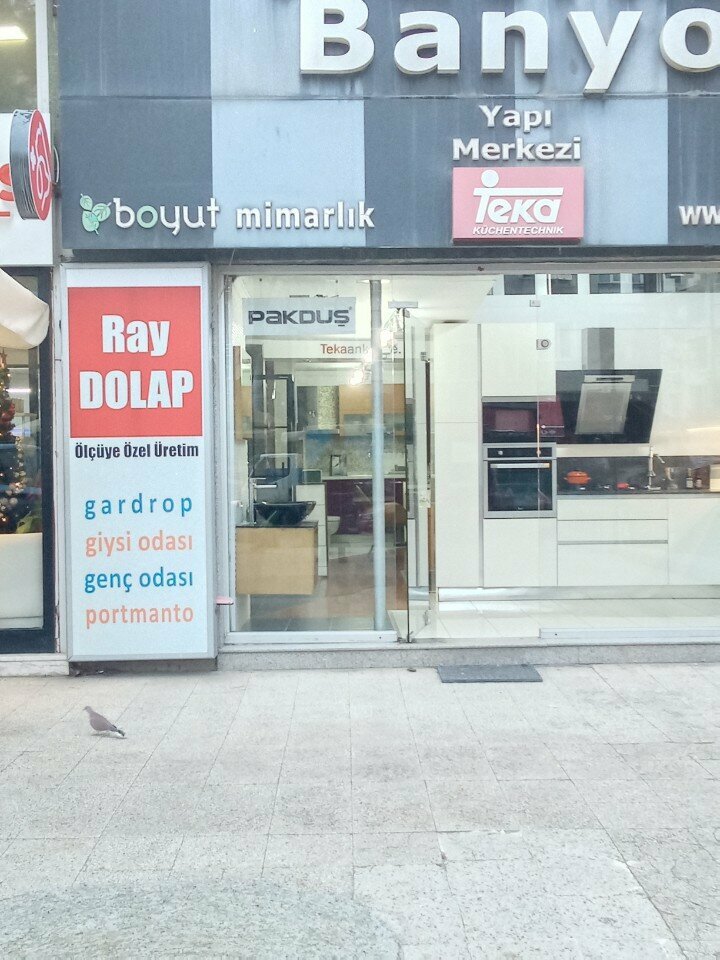 Banyo
Yapı
Merkezi
boyut mimarlık
Teka
KÜCHENTECHNIK
www
Ray
DOLAP
Ölçüye Özel Üretim
gardrop
giysi odası
genç odası
portmanto
PAKDUŞ